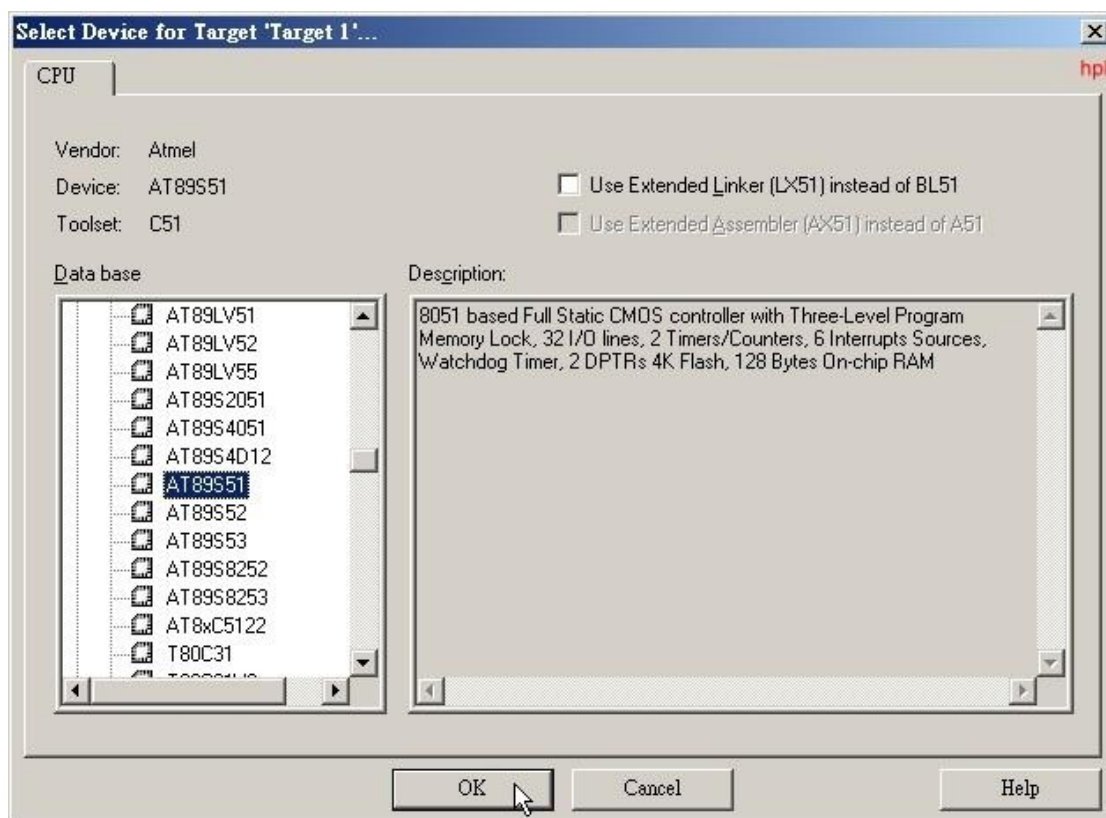 Select Device for Target 'Target 1'...
hpl
CPU
Vendor: Atmel
Device: AT89S51
Toolset: C51
Use Extended Linker (LX51) instead of BL51
Use Extended Assembler (AX51) instead of A51
Data base
Description:
AT89LV51
AT89LV52
AT89LV55
AT89S2051
AT89S4051
AT89S4D12
AT89S51
AT89S52
AT89S53
AT89S8252
AT89S8253
AT8xC5122
T80C31
8051 based Full Static CMOS controller with Three-Level Program
Memory Lock, 32 I/O lines, 2 Timers/Counters, 6 Interrupts Sources,
Watchdog Timer, 2 DPTRs 4K Flash, 128 Bytes On-chip RAM
OK
Cancel
Help